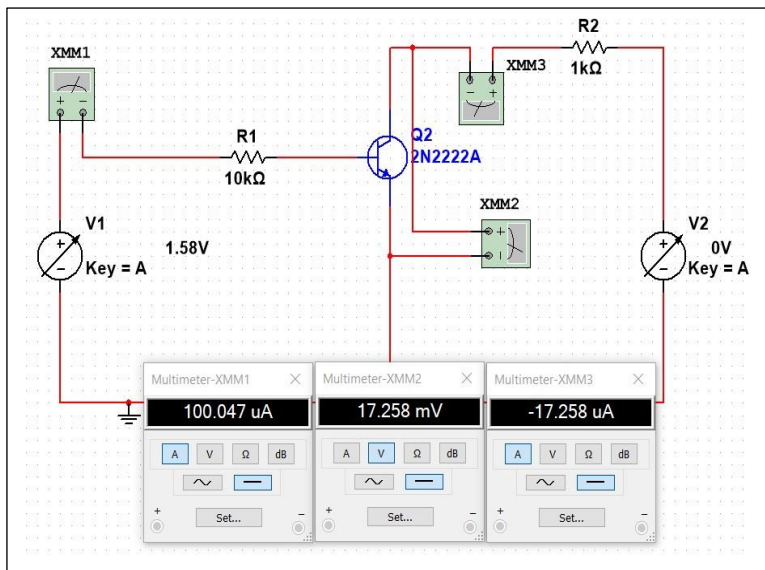 XMM1
+ −
R1
10kΩ
V1
1.58V
Key = A
Q2
2N2222A
XMM3
− +
R2
1kΩ
XMM2
+
−
V2
0V
Key = A
Multimeter-XMM1 ×
100.047 uA
A V Ω dB
+ −
Set...
Multimeter-XMM2 ×
17.258 mV
A V Ω dB
+ −
Set...
Multimeter-XMM3 ×
-17.258 uA
A V Ω dB
+ −
Set...